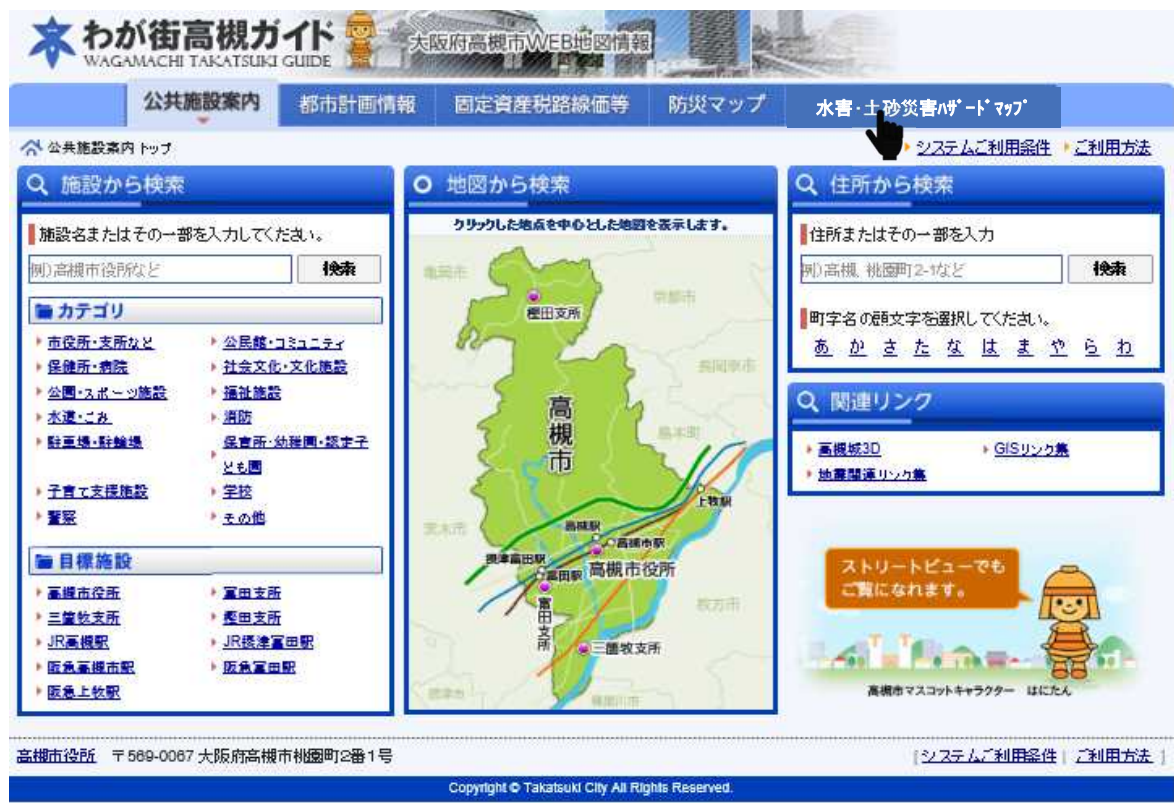 わが街高槻ガイド
WAGAMACHI TAKATSUKI GUIDE
大阪府高槻市WEB地図情報
公共施設案内
都市計画情報
固定資産税路線価等
防災マップ
水害・土砂災害ﾊｻﾞｰﾄﾞﾏｯﾌﾟ
公共施設案内トップ
システムご利用条件
ご利用方法
施設から検索
施設名またはその一部を入力してください。
例)高槻市役所など
検索
カテゴリ
市役所・支所など
公民館・コミュニティ
保健所・病院
社会文化・文化施設
公園・スポーツ施設
福祉施設
水道・ごみ
消防
駐車場・駐輪場
保育所・幼稚園・認定子
ども園
子育て支援施設
学校
警察
その他
目標施設
高槻市役所
富田支所
三箇牧支所
樫田支所
JR高槻駅
JR摂津富田駅
阪急高槻市駅
阪急富田駅
阪急上牧駅
地図から検索
クリックした地点を中心とした地図を表示します。
亀岡市
京都市
樫田支所
長岡京市
高槻市
島本町
上牧駅
茨木市
高槻駅
高槻市駅
摂津富田駅
富田駅
高槻市役所
枚方市
富田支所
三箇牧支所
摂津市
寝屋川市
住所から検索
住所またはその一部を入力
例)高槻、桃園町2-1など
検索
町字名の頭文字を選択してください。
あ か さ た な は ま や ら わ
関連リンク
高槻城3D
GISリンク集
地震関連リンク集
ストリートビューでも
ご覧になれます。
高槻市マスコットキャラクター はにたん
高槻市役所 〒569-0067 大阪府高槻市桃園町2番1号
[システムご利用条件 | ご利用方法]
Copyright © Takatsuki City All Rights Reserved.